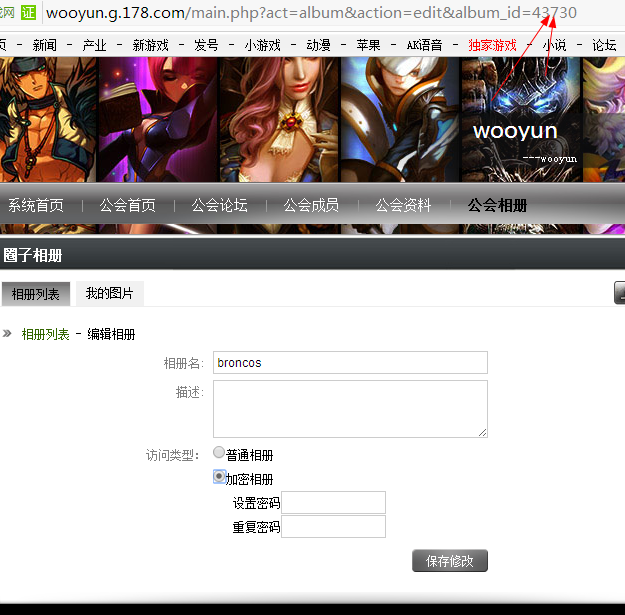 找网 证 wooyun.g.178.com/main.php?act=album&action=edit&album_id=43730
页 - 新闻 - 产业 - 新游戏 - 发号 - 小游戏 - 动漫 - 苹果 - AK语音 - 独家游戏 - 小说 - 论坛
wooyun
---wooyun
系统首页 | 公会首页 | 公会论坛 | 公会成员 | 公会资料 | 公会相册
圈子相册
相册列表 我的图片
» 相册列表 - 编辑相册
相册名: broncos
描述:
访问类型: 普通相册
加密相册
设置密码
重复密码
保存修改